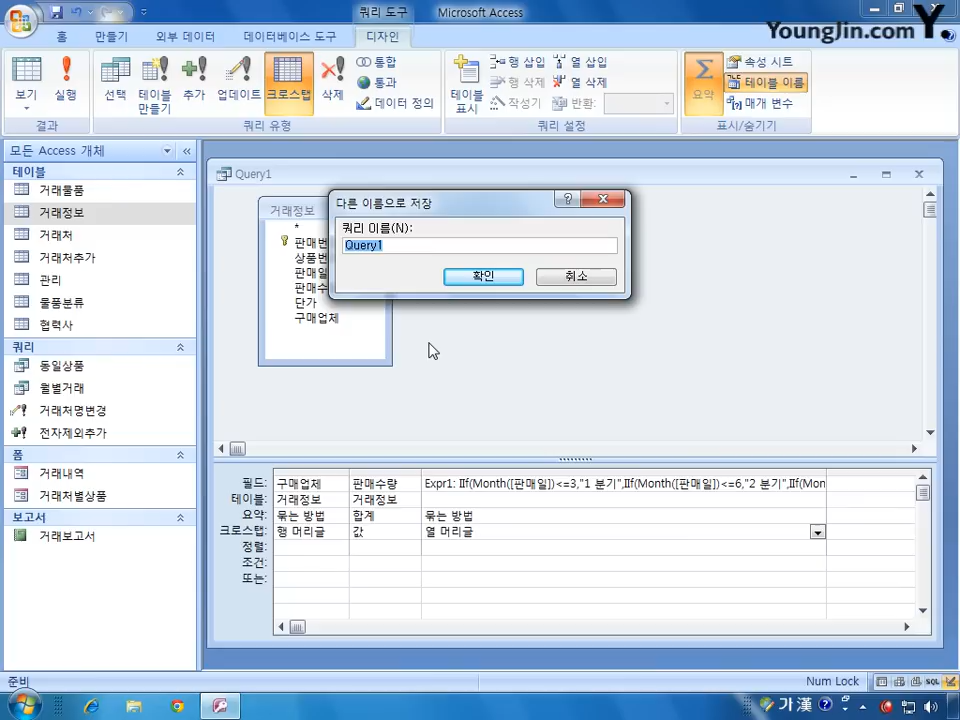 쿼리 도구 Microsoft Access
YoungJin.com Y.
홈 만들기 외부 데이터 데이터베이스 도구 디자인
보기 실행 선택 테이블 만들기 추가 업데이트 크로스탭 삭제
통합
통과
데이터 정의
테이블 표시
행 삽입
행 삭제
작성기
열 삽입
열 삭제
반환:
요약
속성 시트
테이블 이름
매개 변수
결과 쿼리 유형 쿼리 설정 표시/숨기기
모든 Access 개체
테이블
거래물품
거래정보
거래처
거래처추가
관리
물품분류
협력사
쿼리
동일상품
월별거래
거래처명변경
전자제외추가
폼
거래내역
거래처별상품
보고서
거래보고서
Query1
거래정보
*
판매번
상품번
판매일
판매수
단가
구매업체
다른 이름으로 저장
쿼리 이름(N):
Query1
확인 취소
필드: 구매업체 판매수량 Expr1: IIf(Month([판매일])<=3,"1 분기",IIf(Month([판매일])<=6,"2 분기",IIf(Mon
테이블: 거래정보 거래정보
요약: 묶는 방법 합계 묶는 방법
크로스탭: 행 머리글 값 열 머리글
정렬:
조건:
또는:
준비 Num Lock SQL
가 漢